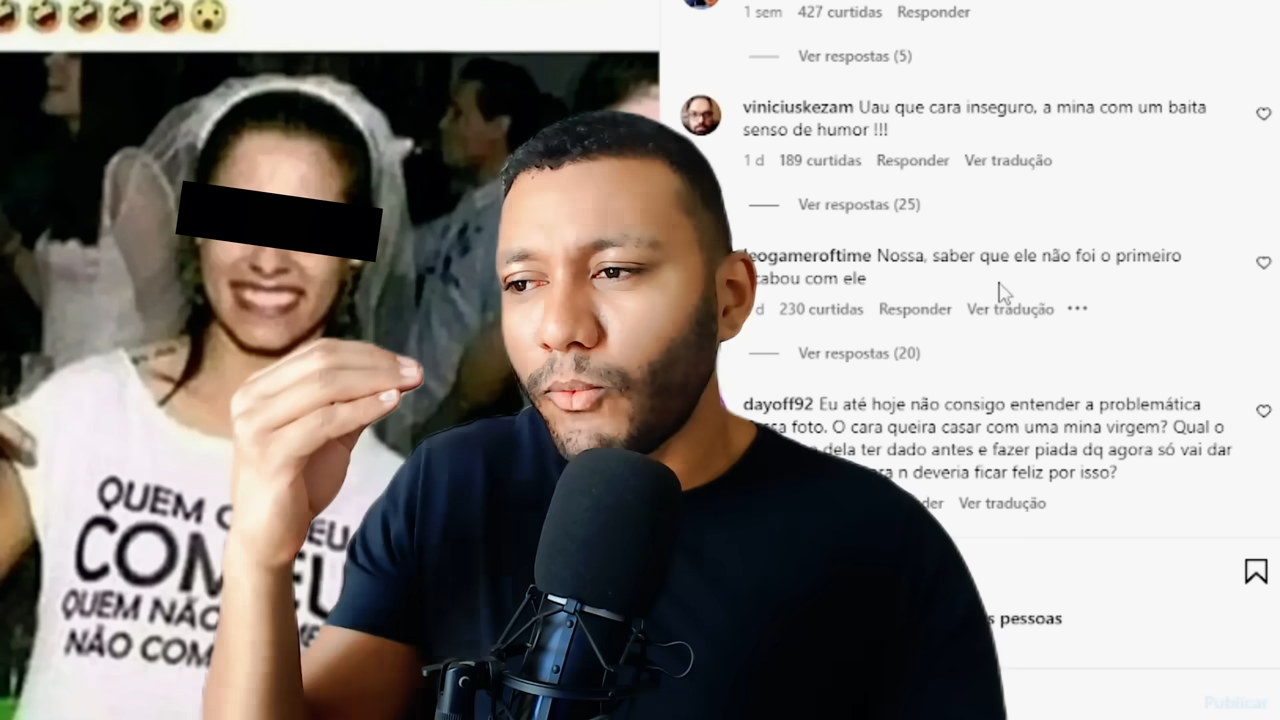 QUEM
COM
QUEM NÃO
NÃO COM
1 sem 427 curtidas Responder
Ver respostas (5)
viniciuskezam Uau que cara inseguro, a mina com um baita
senso de humor !!!
1 d 189 curtidas Responder Ver tradução
Ver respostas (25)
eogameroftime Nossa, saber que ele não foi o primeiro
cabou com ele
d 230 curtidas Responder Ver tradução •••
Ver respostas (20)
dayoff92 Eu até hoje não consigo entender a problemática
foto. O cara queira casar com uma mina virgem? Qual o
dela ter dado antes e fazer piada dq agora só vai dar
n deveria ficar feliz por isso?
der Ver tradução
s pessoas
Publicar